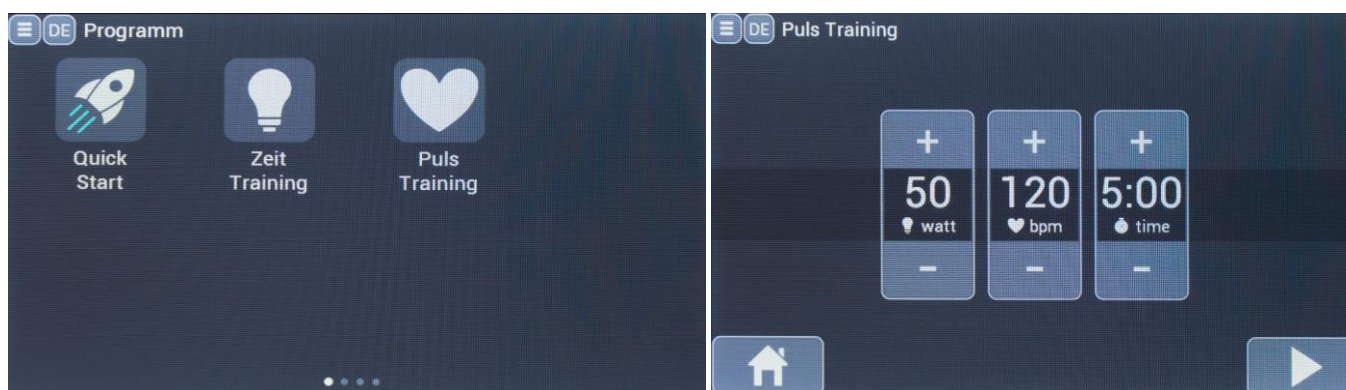 DE Programm
Quick
Start
Zeit
Training
Puls
Training
DE Puls Training
+ + +
50 120 5:00
watt bpm time
- - -